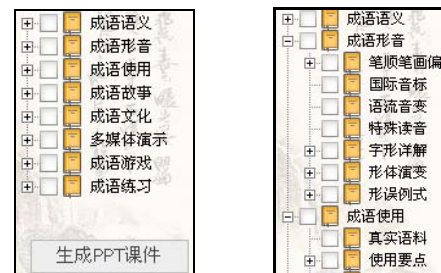 成语语义
成语形音
成语使用
成语故事
成语文化
多媒体演示
成语游戏
成语练习
生成PPT课件
成语语义
成语形音
笔顺笔画偏
国际音标
语流音变
特殊读音
字形详解
形体演变
形误例式
成语使用
真实语料
使用要点